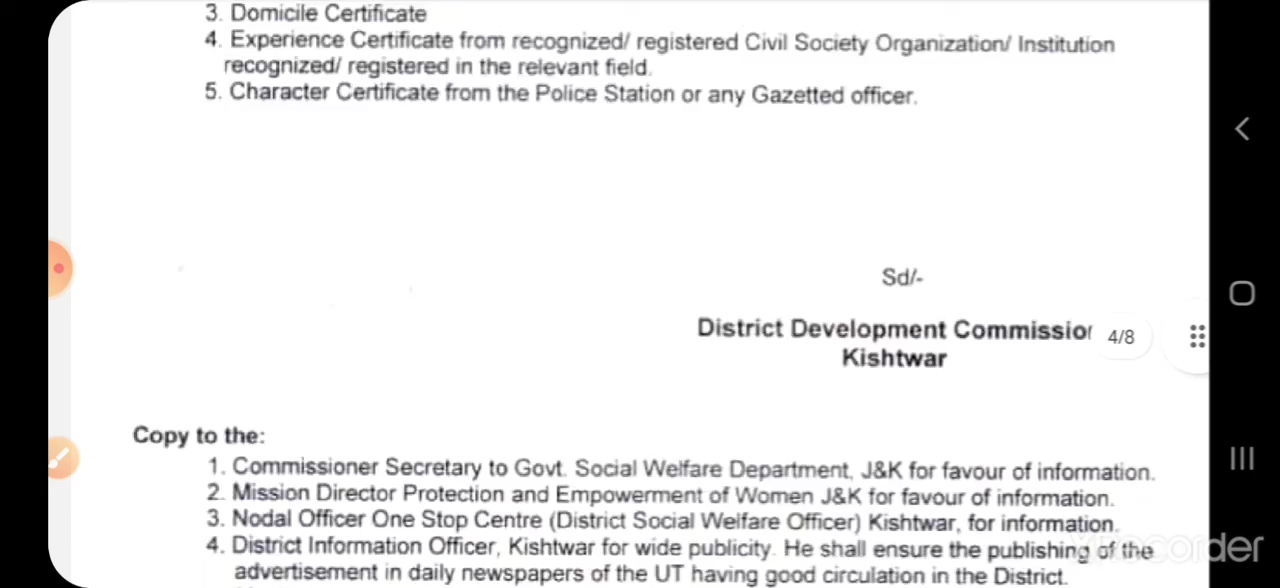 3. Domicile Certificate
4. Experience Certificate from recognized/ registered Civil Society Organization/ Institution
recognized/ registered in the relevant field.
5. Character Certificate from the Police Station or any Gazetted officer.
Sd/-
District Development Commissio
4/8
Kishtwar
Copy to the:
1. Commissioner Secretary to Govt. Social Welfare Department, J&K for favour of information.
2. Mission Director Protection and Empowerment of Women J&K for favour of information.
3. Nodal Officer One Stop Centre (District Social Welfare Officer) Kishtwar, for information.
4. District Information Officer, Kishtwar for wide publicity. He shall ensure the publishing of the
advertisement in daily newspapers of the UT having good circulation in the District.